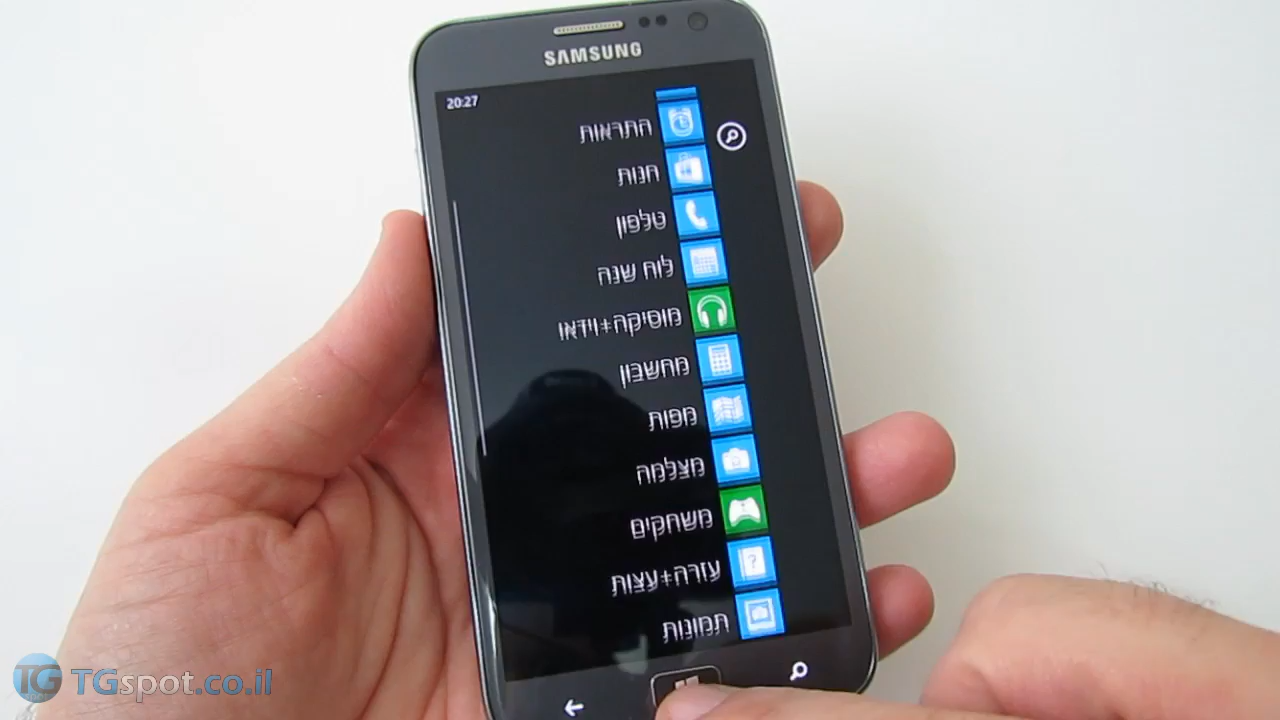 SAMSUNG
20:27
התראות
חנות
טלפון
לוח שנה
מוסיקה+וידאו
מחשבון
מפות
מצלמה
משחקים
עזרה+עצות
תמונות
TG TGspot.co.il